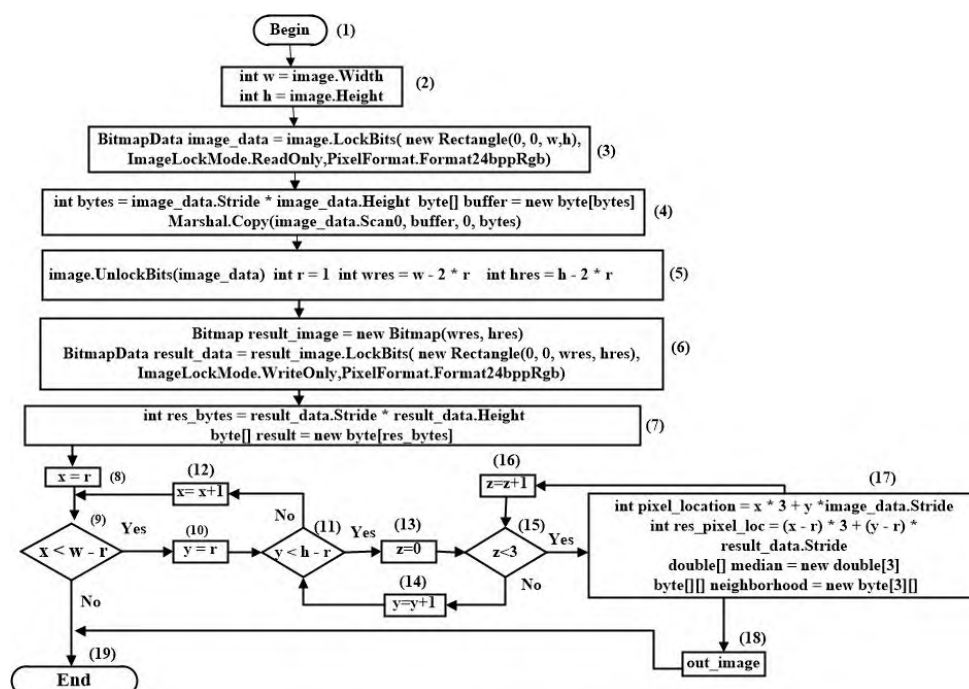 Begin (1)
int w = image.Width
int h = image.Height
(2)
BitmapData image_data = image.LockBits( new Rectangle(0, 0, w,h),
ImageLockMode.ReadOnly,PixelFormat.Format24bppRgb)
(3)
int bytes = image_data.Stride * image_data.Height byte[] buffer = new byte[bytes]
Marshal.Copy(image_data.Scan0, buffer, 0, bytes)
(4)
image.UnlockBits(image_data) int r = 1 int wres = w - 2 * r int hres = h - 2 * r
(5)
Bitmap result_image = new Bitmap(wres, hres)
BitmapData result_data = result_image.LockBits( new Rectangle(0, 0, wres, hres),
ImageLockMode.WriteOnly,PixelFormat.Format24bppRgb)
(6)
int res_bytes = result_data.Stride * result_data.Height
byte[] result = new byte[res_bytes]
(7)
x = r (8)
(12)
x= x+1
(16)
z=z+1
(9)
x < w - r
Yes
No
(10)
y = r
(11)
y < h - r
No
Yes
(13)
z=0
(14)
y=y+1
(15)
z<3
Yes
No
(17)
int pixel_location = x * 3 + y *image_data.Stride
int res_pixel_loc = (x - r) * 3 + (y - r) *
result_data.Stride
double[] median = new double[3]
byte[][] neighborhood = new byte[3][]
(18)
out_image
(19)
End